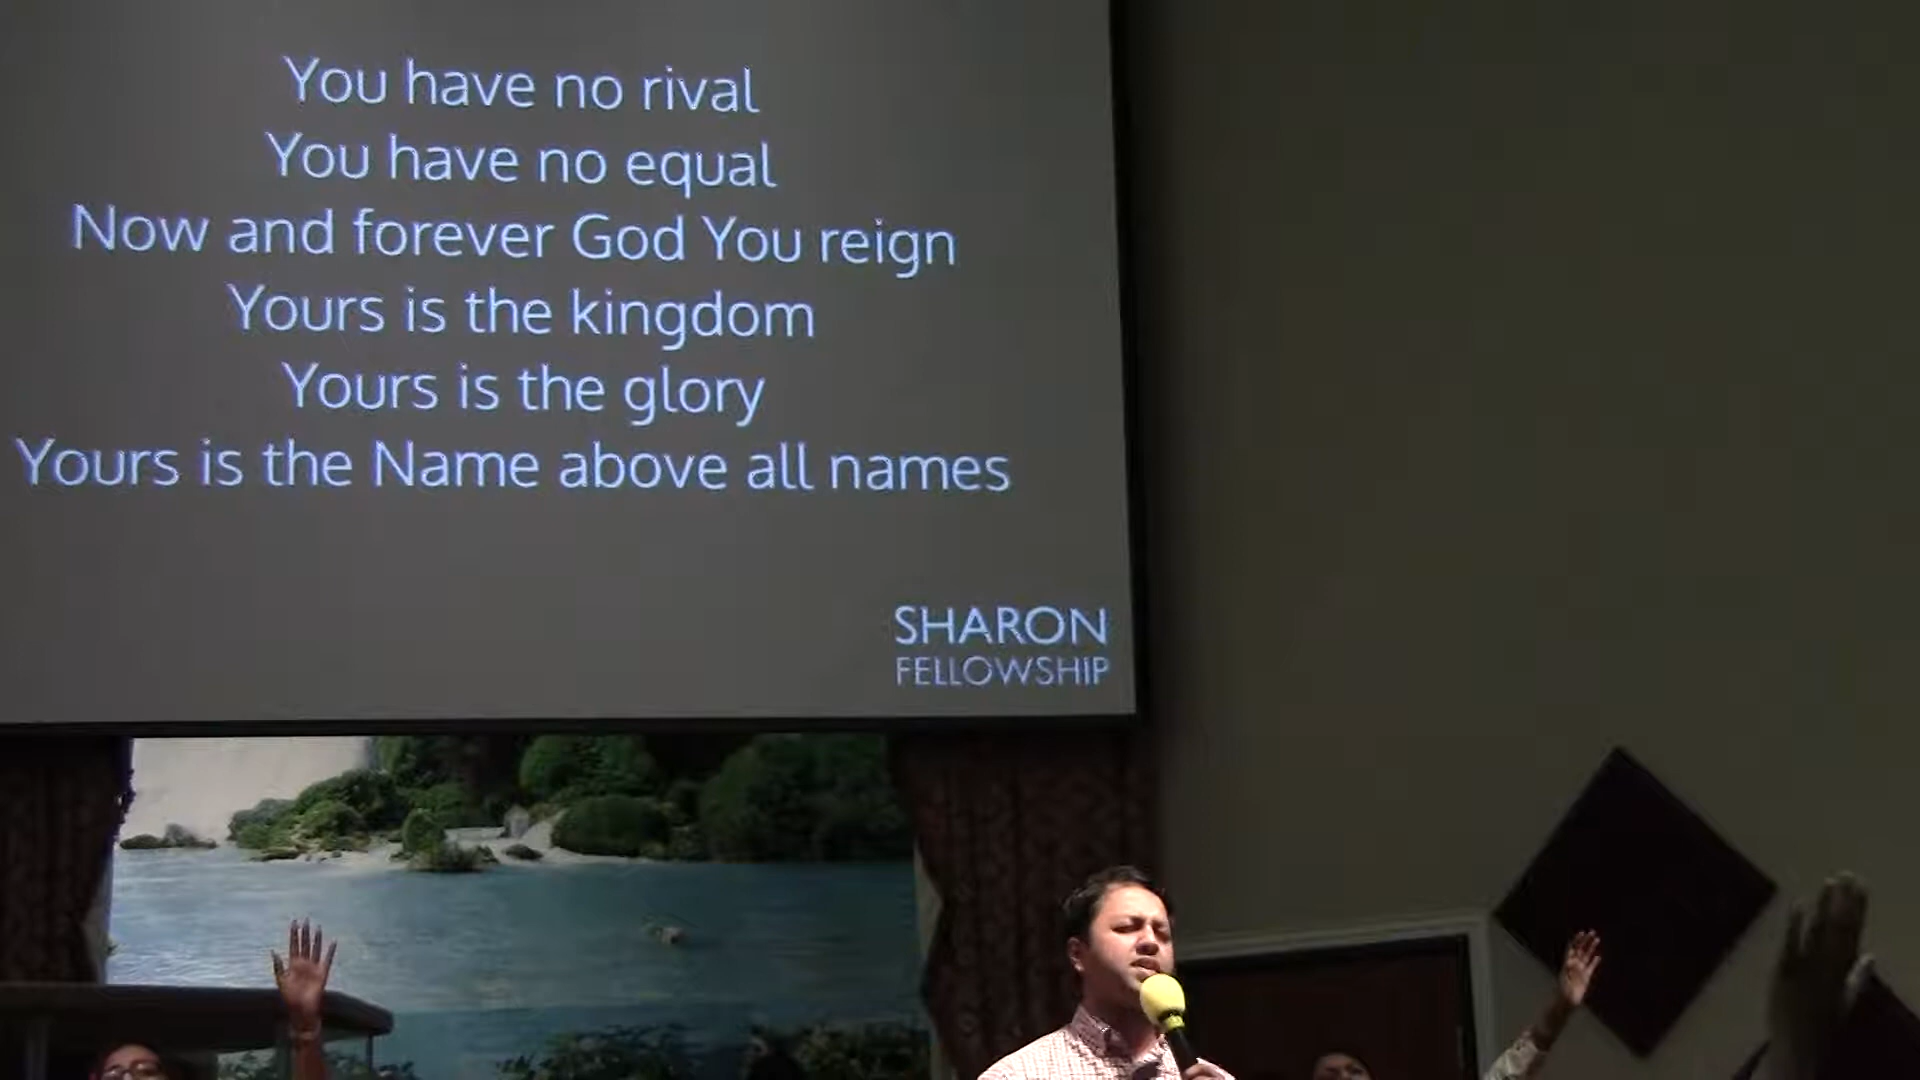 You have no rival
You have no equal
Now and forever God You reign
Yours is the kingdom
Yours is the glory
Yours is the Name above all names
SHARON
FELLOWSHIP